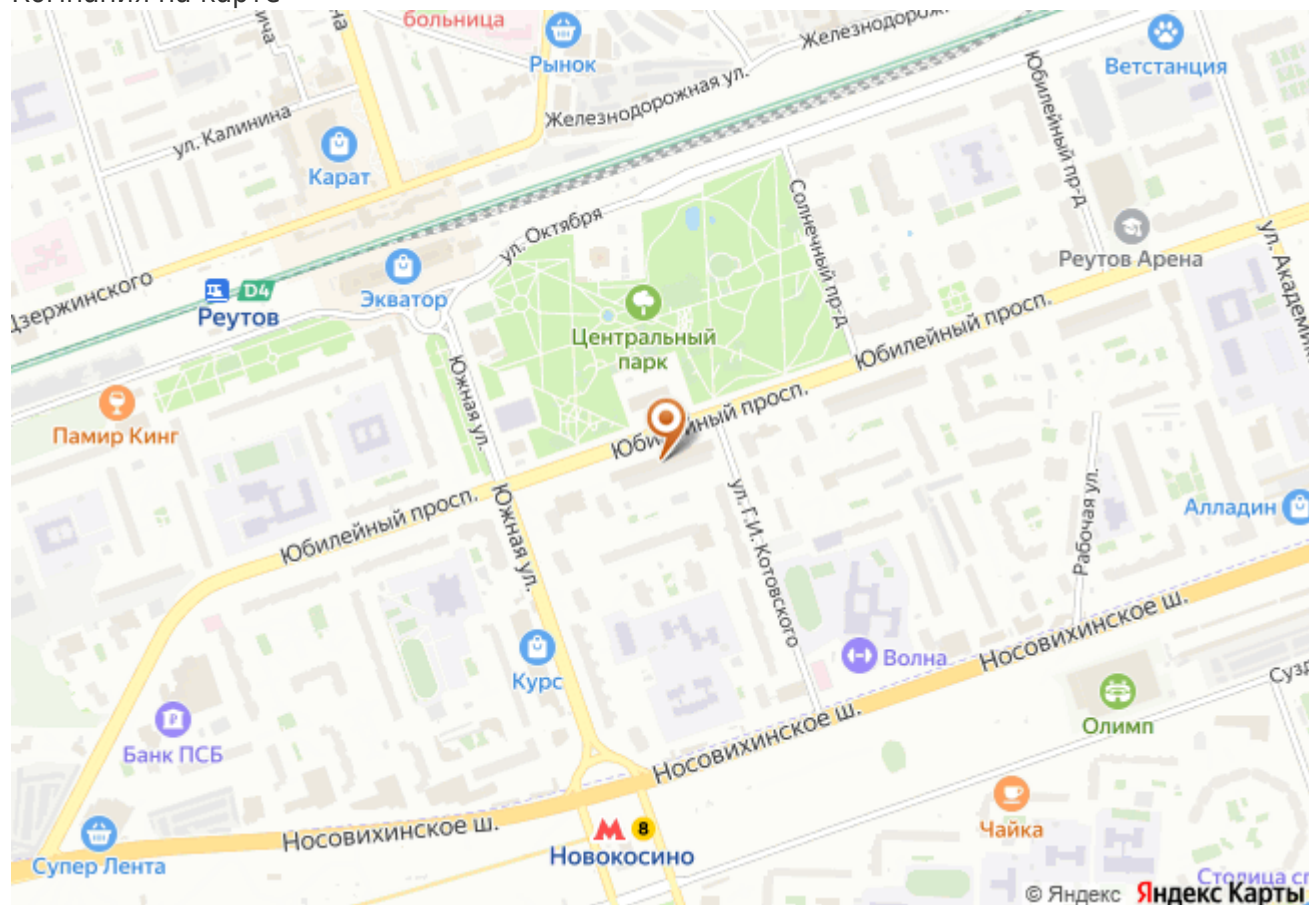 больница
Рынок
Железнодорож
Ветстанция
ул. Калинина
Карат
Железнодорожная ул.
Юбилейный пр-д
Солнечный пр-д
ул. Октября
Реутов Арена
Дзержинского
D4
Реутов
Экватор
Центральный
парк
Юбилейный просп.
ул. Академик
Памир Кинг
Южная ул.
Юбилейный просп.
Юбилейный просп.
Южная ул.
ул. Г.И. Котовского
Рабочая ул.
Алладин
Волна
Носовихинское ш.
Курс
Сузд
Олимп
Банк ПСБ
Носовихинское ш.
Чайка
Носовихинское ш.
8
Новокосино
Супер Лента
Столица
© Яндекс Яндекс Карты